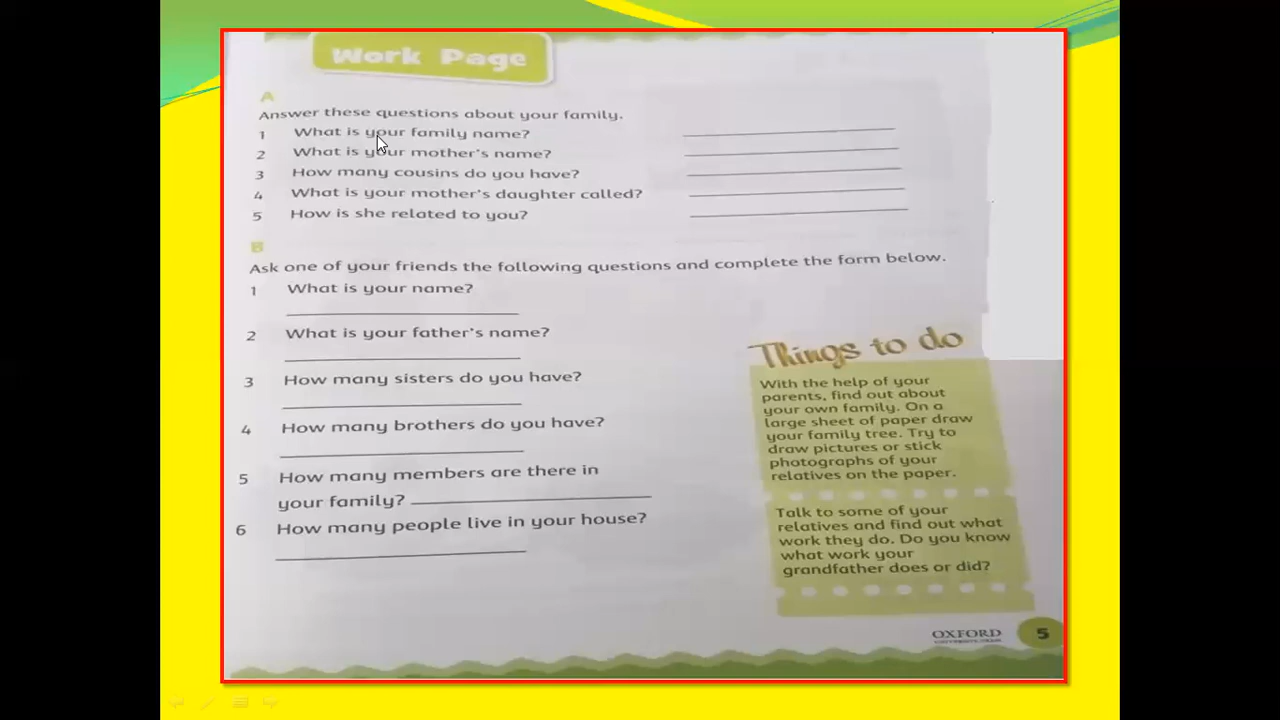 Work Page
A
Answer these questions about your family.
1 What is your family name?
2 What is your mother's name?
3 How many cousins do you have?
4 What is your mother's daughter called?
5 How is she related to you?
B
Ask one of your friends the following questions and complete the form below.
1 What is your name?
2 What is your father's name?
3 How many sisters do you have?
4 How many brothers do you have?
5 How many members are there in
your family?
6 How many people live in your house?
Things to do
With the help of your
parents, find out about
your own family. On a
large sheet of paper draw
your family tree. Try to
draw pictures or stick
photographs of your
relatives on the paper.
Talk to some of your
relatives and find out what
work they do. Do you know
what work your
grandfather does or did?
OXFORD
UNIVERSITY PRESS
5